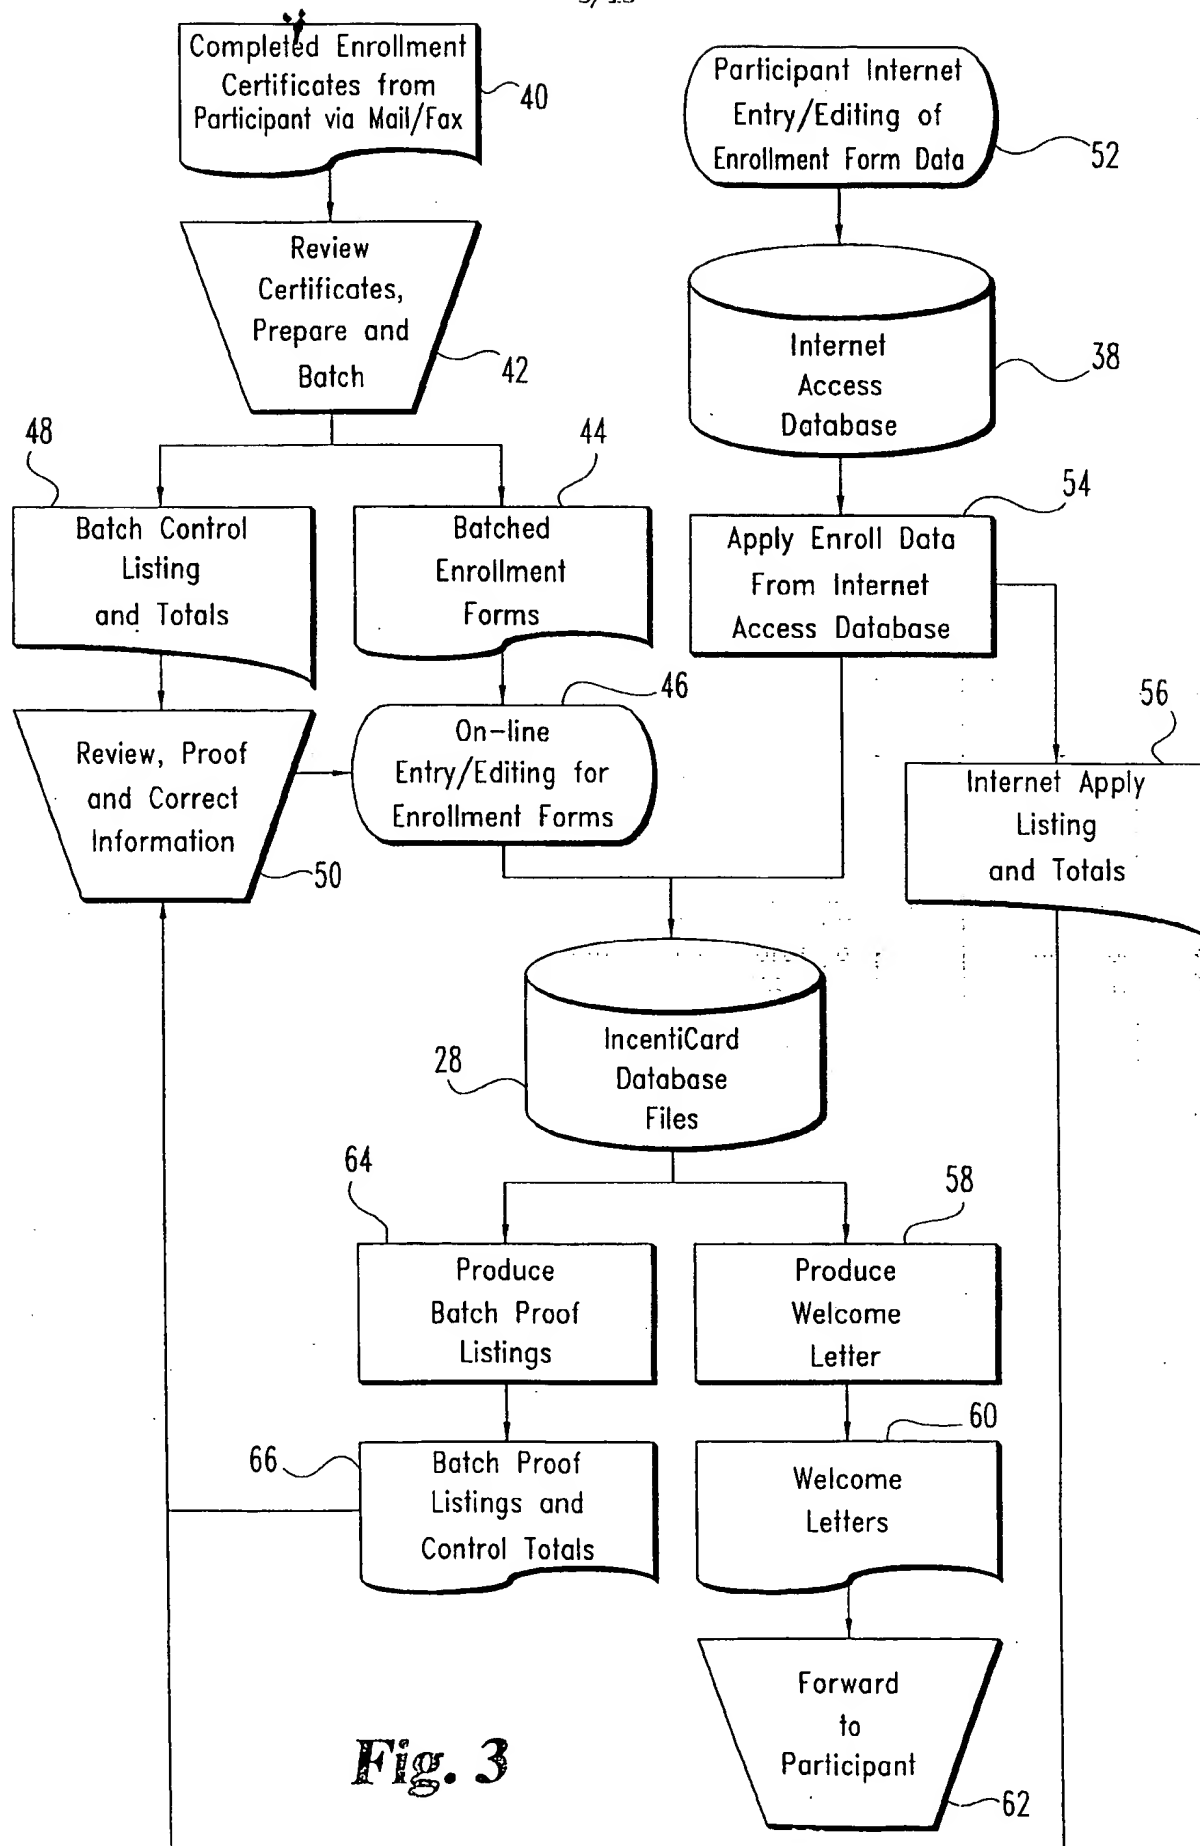 Completed Enrollment
Certificates from
Participant via Mail/Fax
40
Participant Internet
Entry/Editing of
Enrollment Form Data
52
Review
Certificates,
Prepare and
Batch
42
Internet
Access
Database
38
48
Batch Control
Listing
and Totals
44
Batched
Enrollment
Forms
54
Apply Enroll Data
From Internet
Access Database
46
On-line
Entry/Editing for
Enrollment Forms
Review, Proof
and Correct
Information
50
56
Internet Apply
Listing
and Totals
28
IncentiCard
Database
Files
64
Produce
Batch Proof
Listings
58
Produce
Welcome
Letter
66
Batch Proof
Listings and
Control Totals
60
Welcome
Letters
Forward
to
Participant
62
Fig. 3